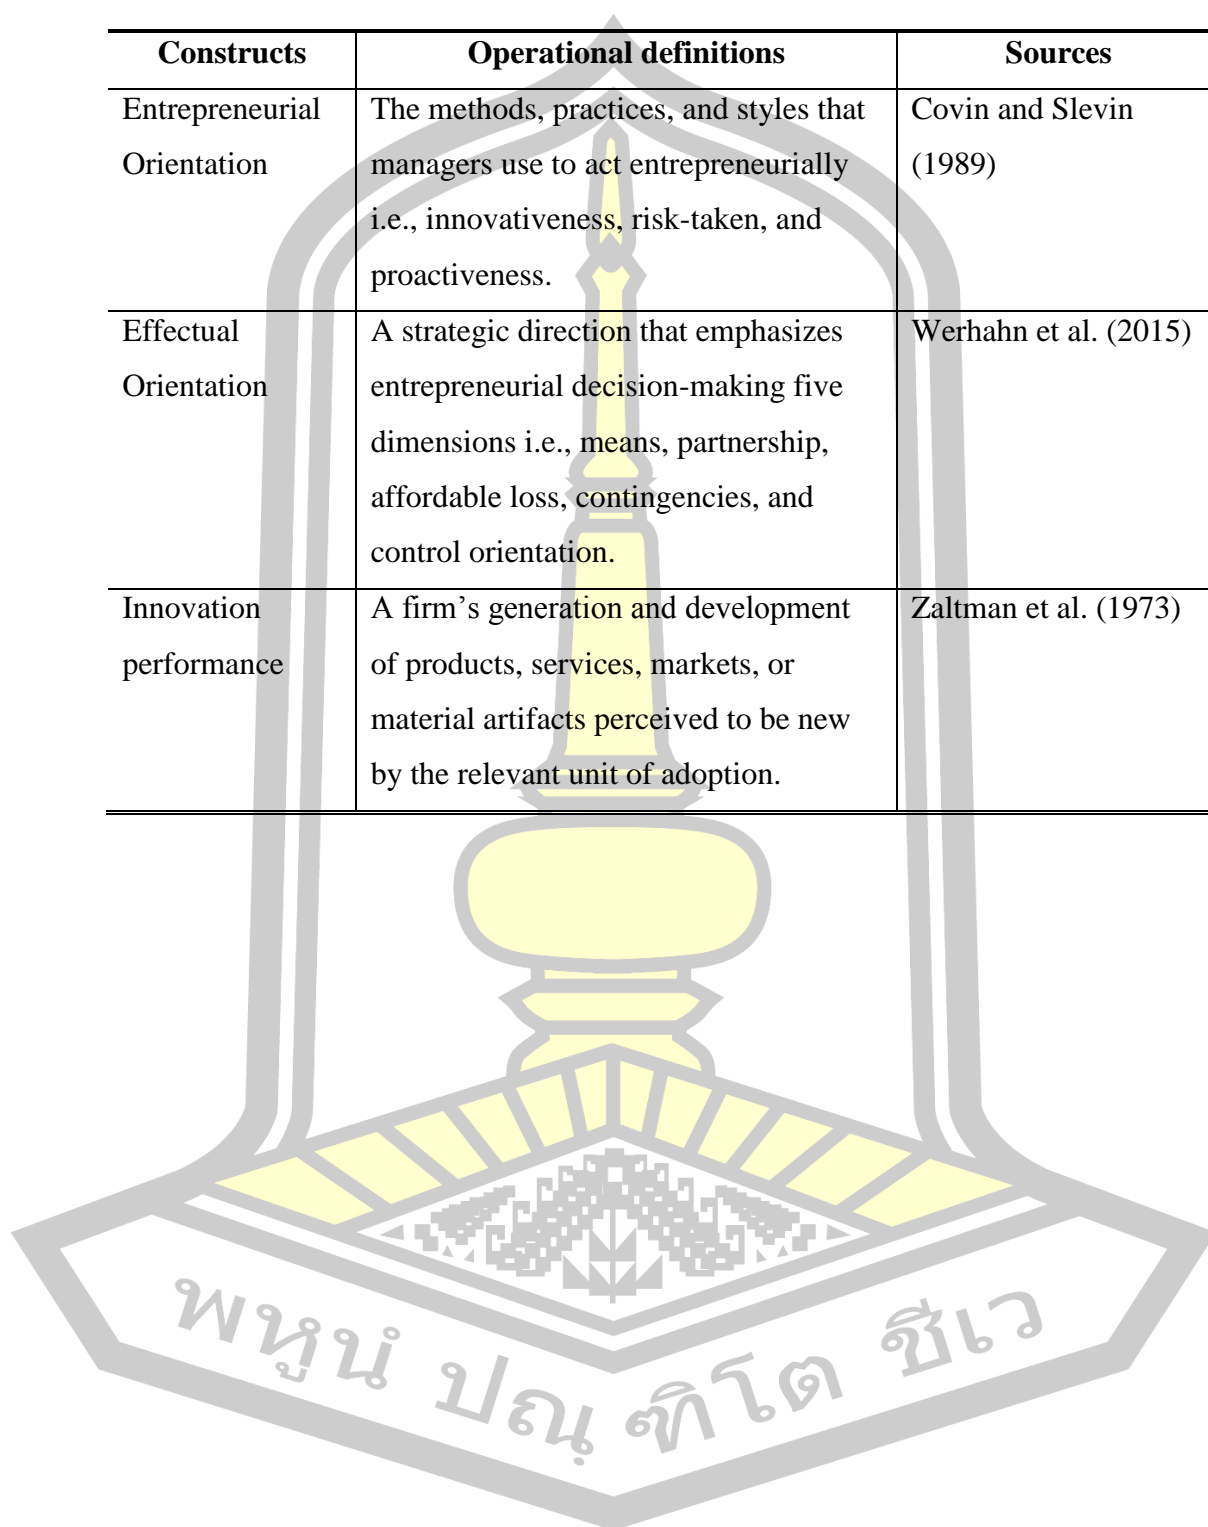 Constructs Operational definitions Sources
Entrepreneurial The methods, practices, and styles that Covin and Slevin
Orientation managers use to act entrepreneurially (1989)
i.e., innovativeness, risk-taken, and
proactiveness.
Effectual A strategic direction that emphasizes Werhahn et al. (2015)
Orientation entrepreneurial decision-making five
dimensions i.e., means, partnership,
affordable loss, contingencies, and
control orientation.
Innovation A firm’s generation and development Zaltman et al. (1973)
performance of products, services, markets, or
material artifacts perceived to be new
by the relevant unit of adoption.
พหูนํ ปณฺฑิโต ชีเว